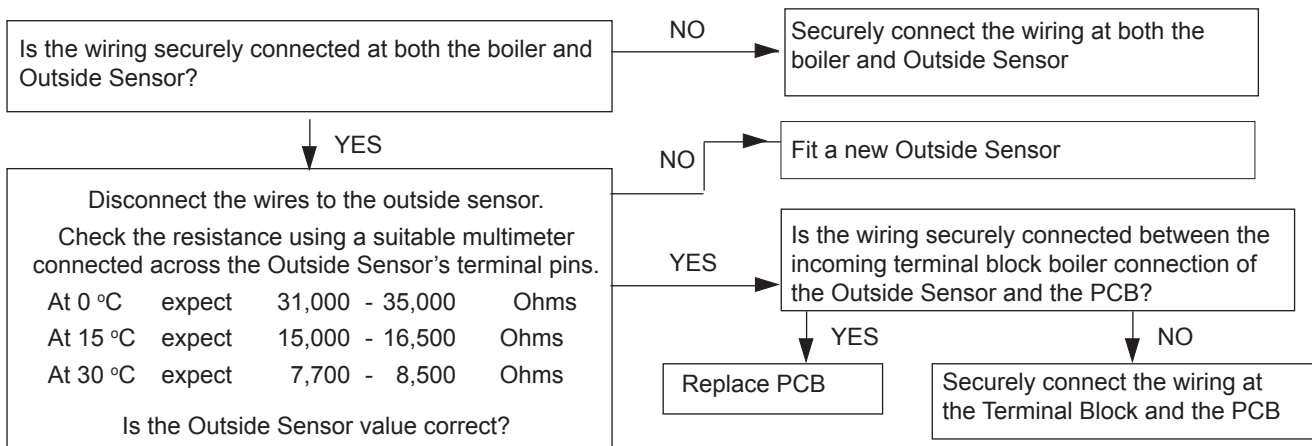 Is the wiring securely connected at both the boiler and
Outside Sensor?
NO
Securely connect the wiring at both the
boiler and Outside Sensor
YES
NO
Fit a new Outside Sensor
Disconnect the wires to the outside sensor.
Check the resistance using a suitable multimeter
connected across the Outside Sensor’s terminal pins.
At 0 ºC expect 31,000 - 35,000 Ohms
At 15 ºC expect 15,000 - 16,500 Ohms
At 30 ºC expect 7,700 - 8,500 Ohms
Is the Outside Sensor value correct?
YES
Is the wiring securely connected between the
incoming terminal block boiler connection of
the Outside Sensor and the PCB?
YES
NO
Replace PCB
Securely connect the wiring at
the Terminal Block and the PCB